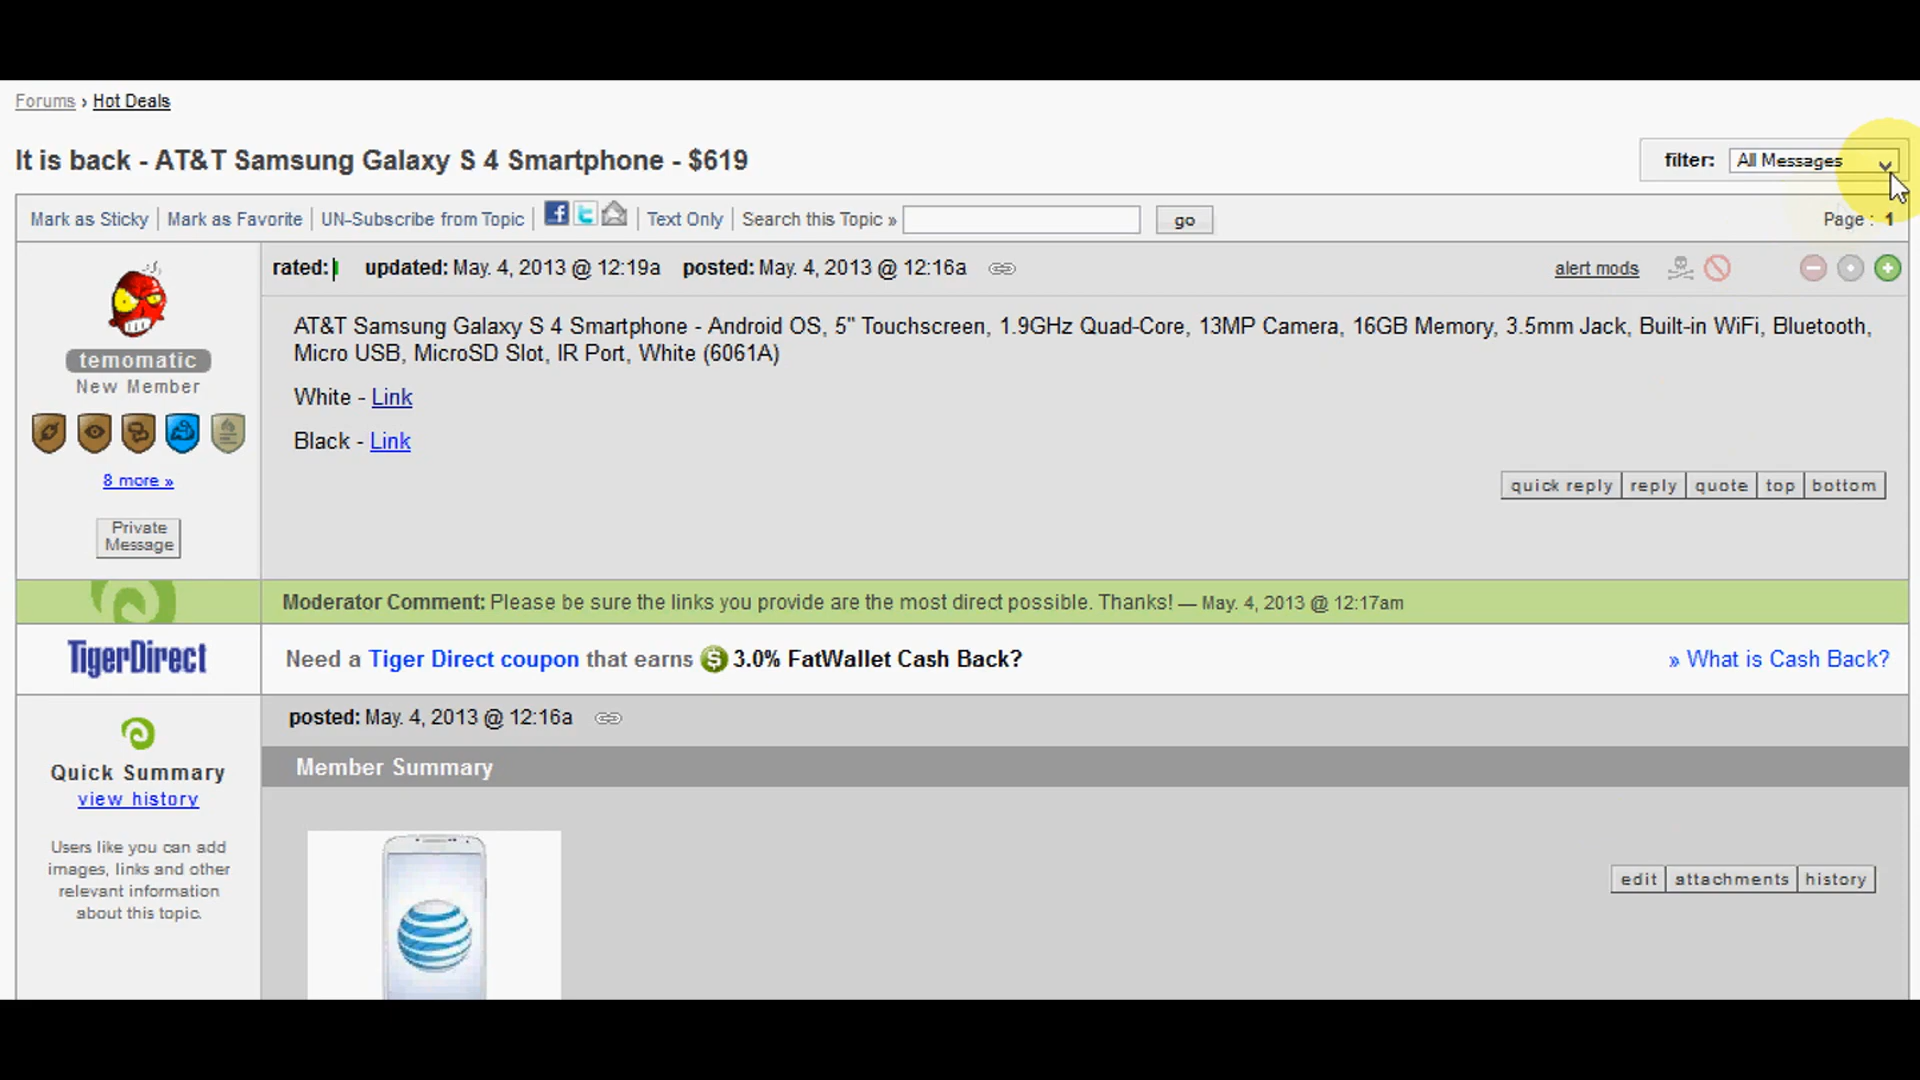 Forums › Hot Deals
It is back - AT&T Samsung Galaxy S 4 Smartphone - $619
filter: All Messages
Mark as Sticky | Mark as Favorite | UN-Subscribe from Topic | f t | Text Only | Search this Topic » go
Page : 1
rated: updated: May. 4, 2013 @ 12:19a posted: May. 4, 2013 @ 12:16a alert mods
temomatic
New Member
8 more »
Private
Message
AT&T Samsung Galaxy S 4 Smartphone - Android OS, 5" Touchscreen, 1.9GHz Quad-Core, 13MP Camera, 16GB Memory, 3.5mm Jack, Built-in WiFi, Bluetooth,
Micro USB, MicroSD Slot, IR Port, White (6061A)
White - Link
Black - Link
quick reply reply quote top bottom
Moderator Comment: Please be sure the links you provide are the most direct possible. Thanks! — May. 4, 2013 @ 12:17am
TigerDirect
Need a Tiger Direct coupon that earns $ 3.0% FatWallet Cash Back?
» What is Cash Back?
posted: May. 4, 2013 @ 12:16a
Quick Summary
view history
Users like you can add
images, links and other
relevant information
about this topic.
Member Summary
edit attachments history